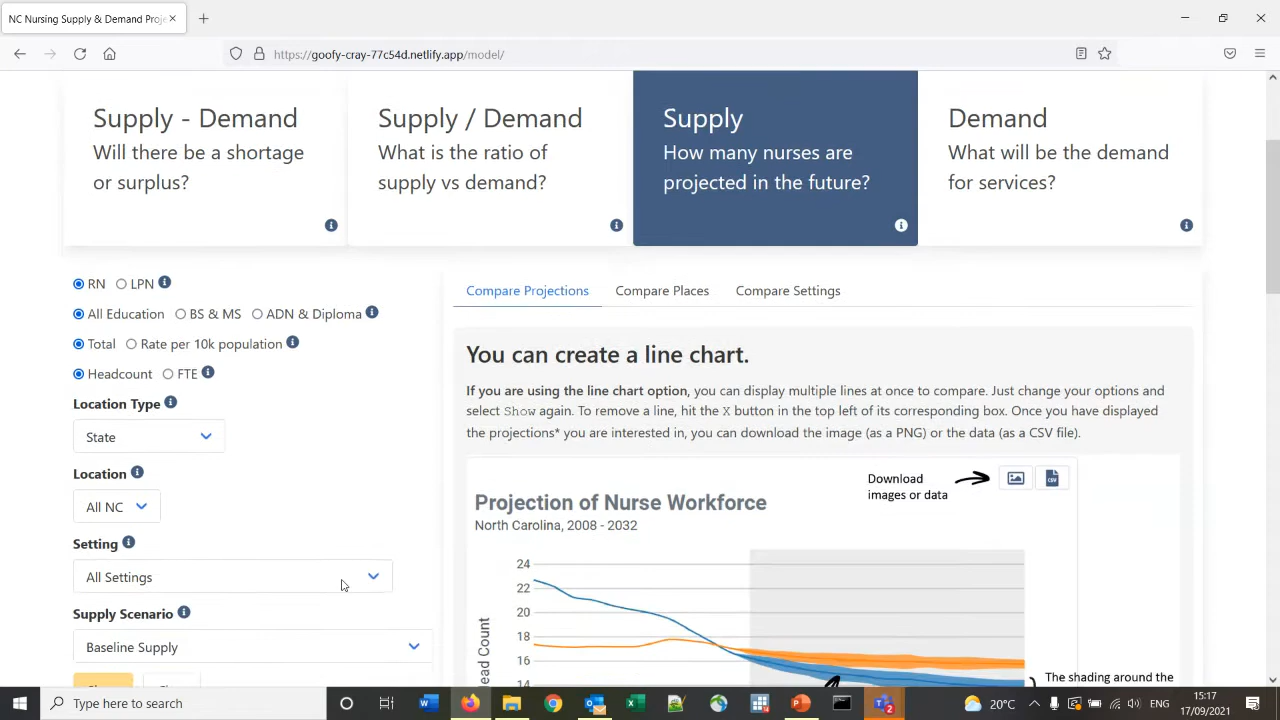 NC Nursing Supply & Demand Proje
https://goofy-cray-77c54d.netlify.app/model/
Supply - Demand
Will there be a shortage
or surplus?
Supply / Demand
What is the ratio of
supply vs demand?
Supply
How many nurses are
projected in the future?
Demand
What will be the demand
for services?
RN LPN
All Education BS & MS ADN & Diploma
Total Rate per 10k population
Headcount FTE
Location Type
State
Location
All NC
Setting
All Settings
Supply Scenario
Baseline Supply
Compare Projections Compare Places Compare Settings
You can create a line chart.
If you are using the line chart option, you can display multiple lines at once to compare. Just change your options and
select Show again. To remove a line, hit the X button in the top left of its corresponding box. Once you have displayed
the projections* you are interested in, you can download the image (as a PNG) or the data (as a CSV file).
Download
images or data
CSV
Projection of Nurse Workforce
North Carolina, 2008 - 2032
24
22
20
18
16
14
ead Count
The shading around the
Type here to search
2
20°C
15:17
17/09/2021